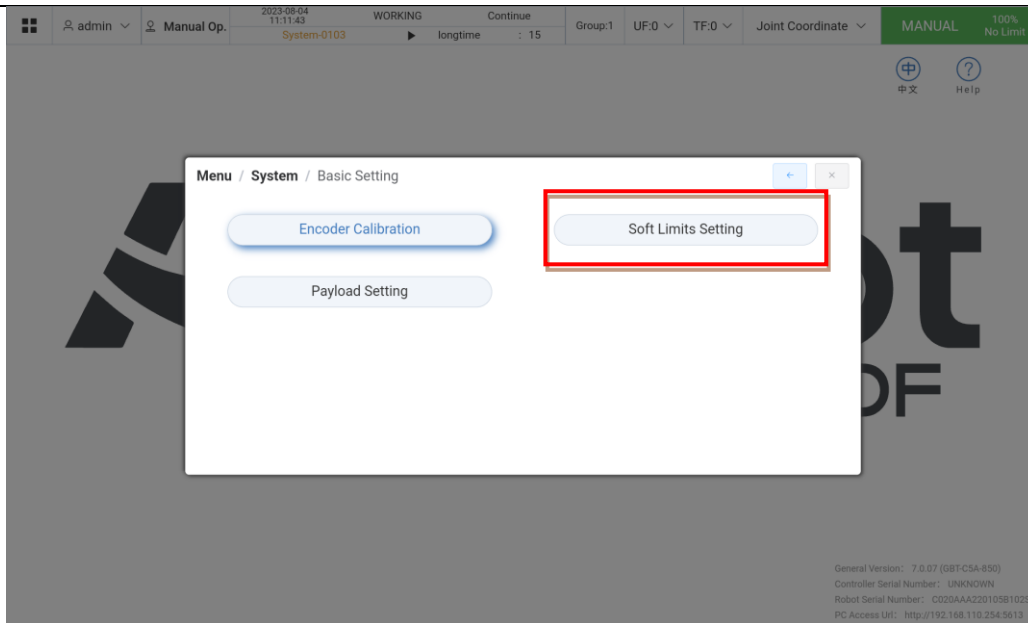 admin
Manual Op.
2023-08-04
11:11:43
WORKING
Continue
System-0103
longtime : 15
Group:1
UF:0
TF:0
Joint Coordinate
MANUAL
100%
No Limit
中
中文
?
Help
Menu / System / Basic Setting
Encoder Calibration
Soft Limits Setting
Payload Setting
General Version: 7.0.07 (GBT-C5A-850)
Controller Serial Number: UNKNOWN
Robot Serial Number: C020AAA220105B102S
PC Access Url: http://192.168.110.254:5613